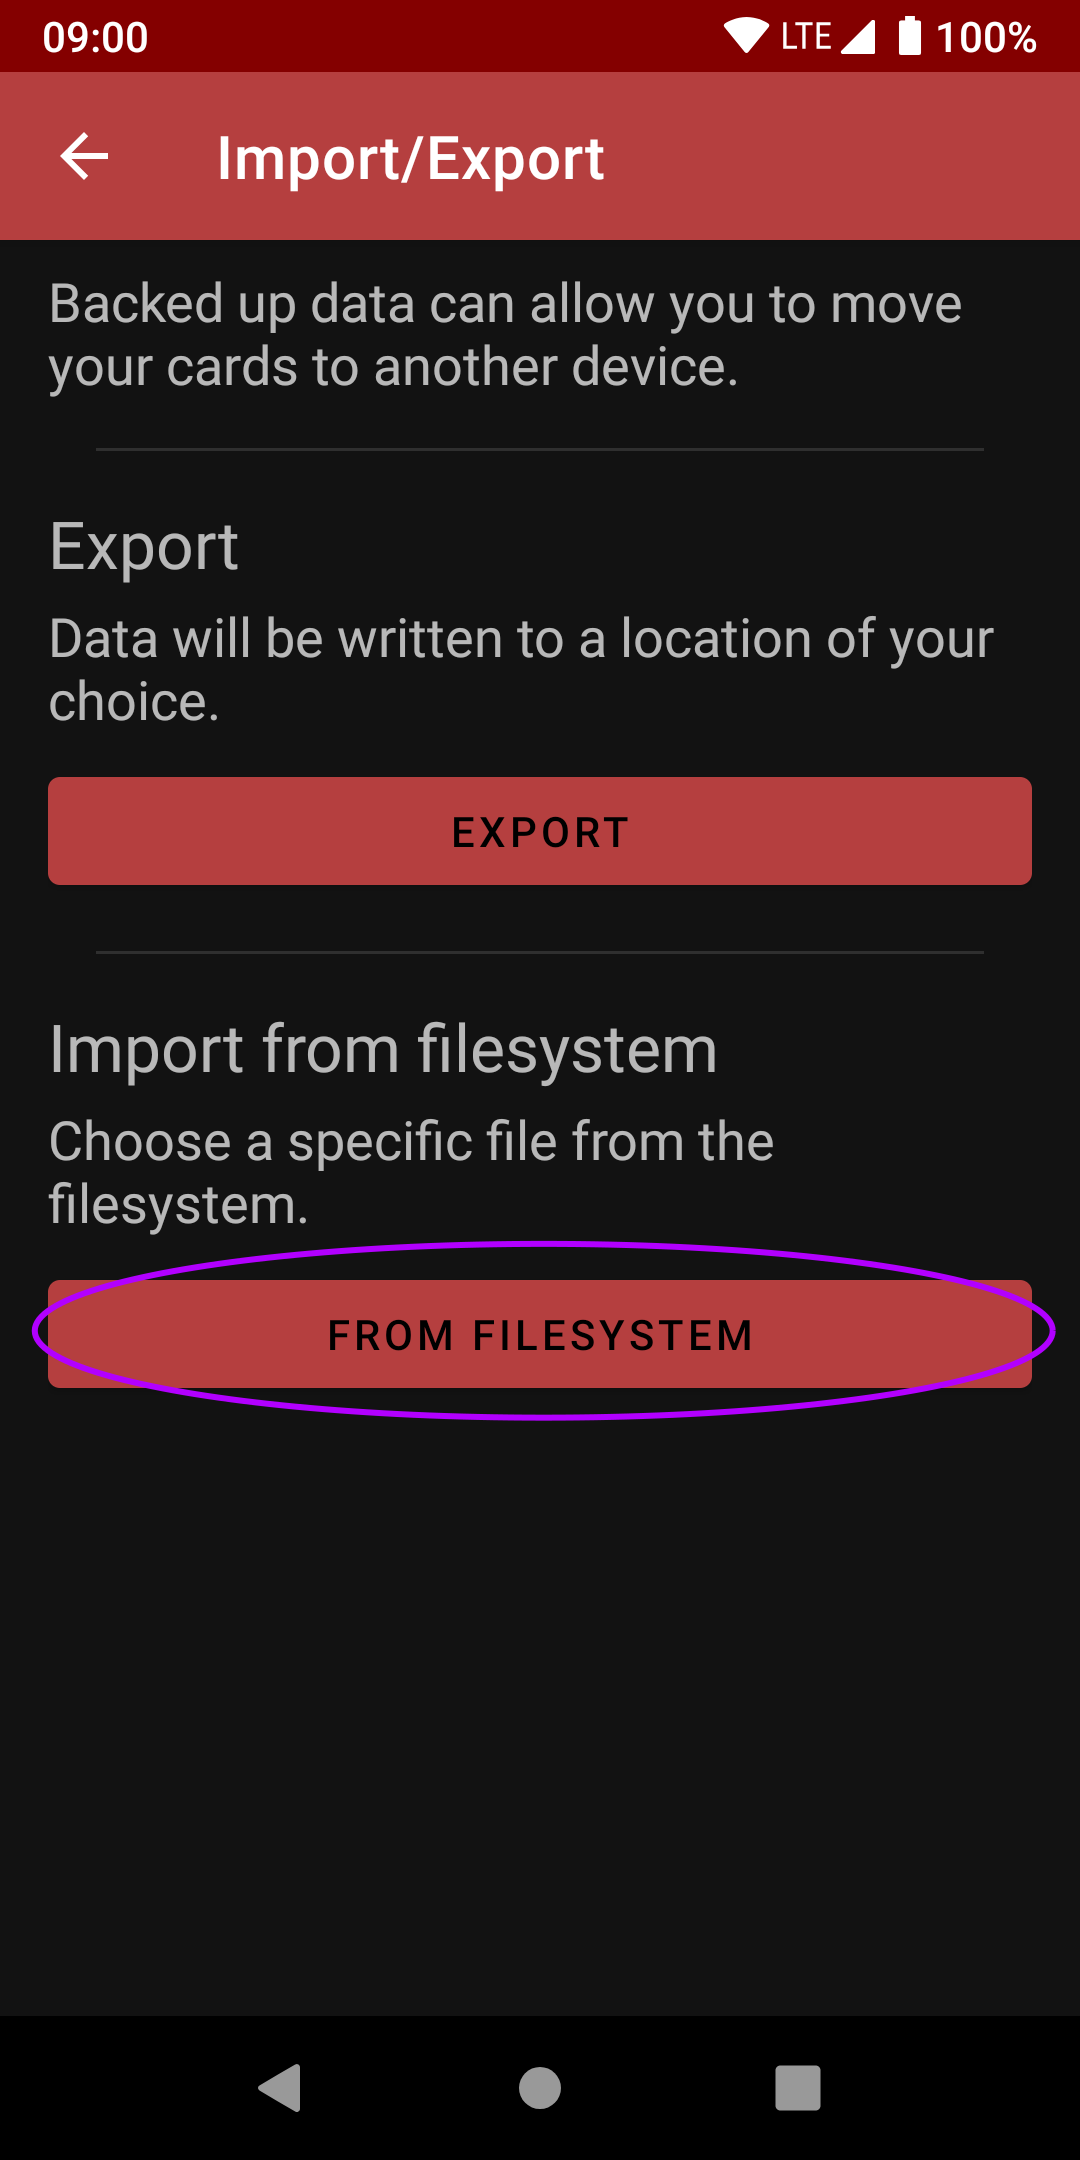 09:00 LTE 100%
Import/Export
Backed up data can allow you to move
your cards to another device.
Export
Data will be written to a location of your
choice.
EXPORT
Import from filesystem
Choose a specific file from the
filesystem.
FROM FILESYSTEM